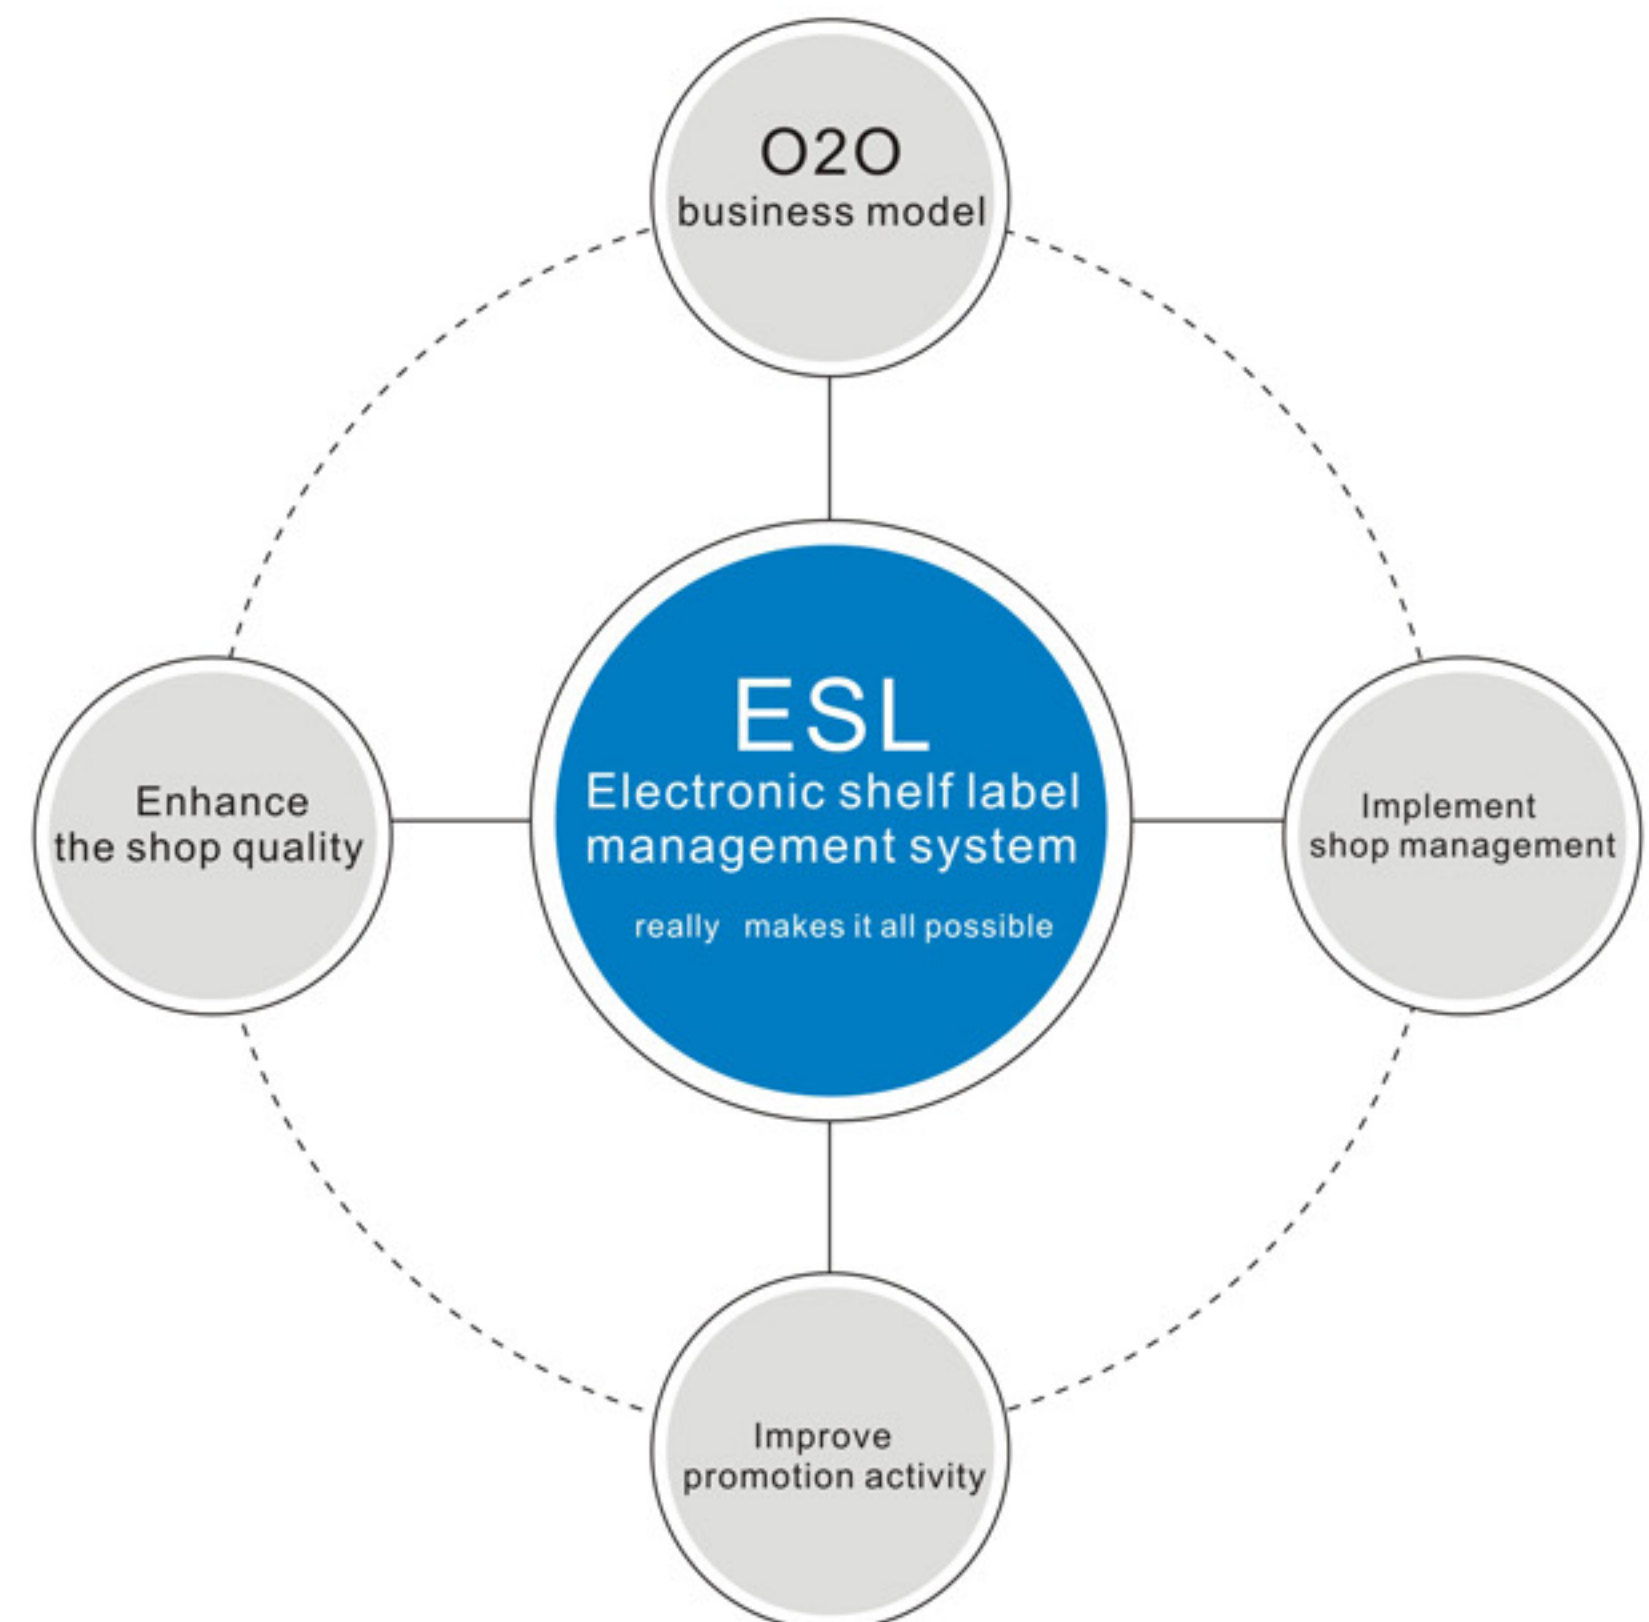 O2O
business model
Enhance
the shop quality
ESL
Electronic shelf label
management system
really makes it all possible
Implement
shop management
Improve
promotion activity